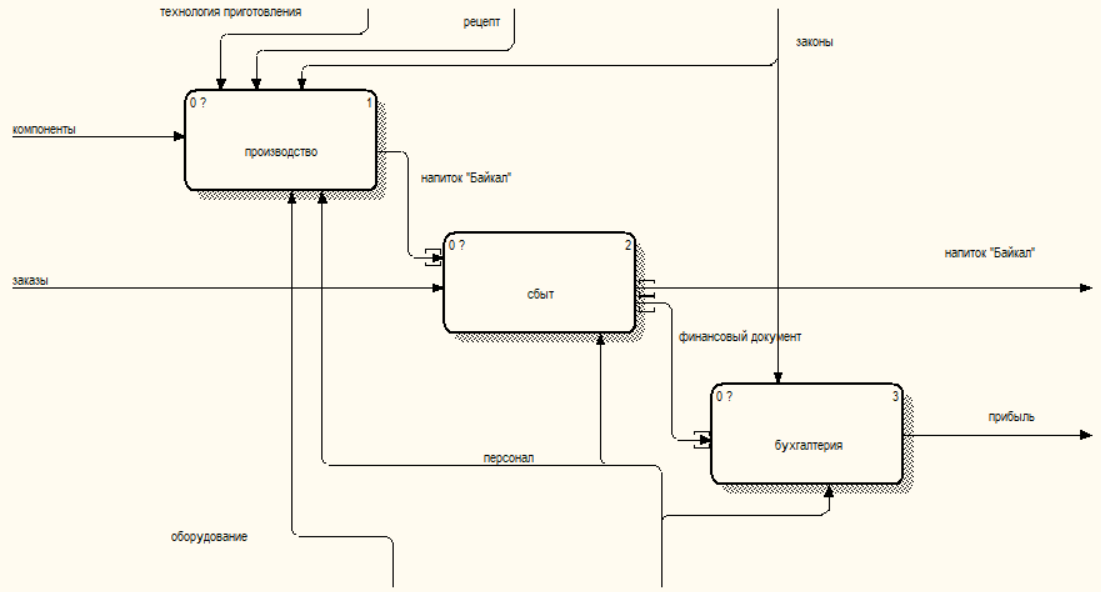 технология приготовления
рецепт
законы
0 ?
1
компоненты
производство
напиток "Байкал"
0 ?
2
напиток "Байкал"
заказы
сбыт
финансовый документ
0 ?
3
прибыль
бухгалтерия
персонал
оборудование